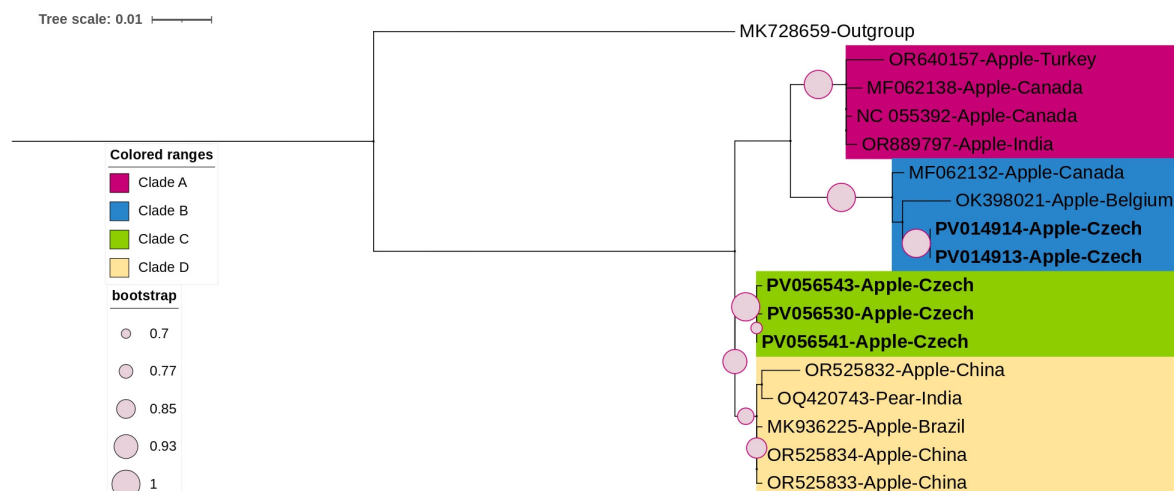 Tree scale: 0.01
MK728659-Outgroup
OR640157-Apple-Turkey
MF062138-Apple-Canada
NC 055392-Apple-Canada
OR889797-Apple-India
MF062132-Apple-Canada
OK398021-Apple-Belgium
PV014914-Apple-Czech
PV014913-Apple-Czech
PV056543-Apple-Czech
PV056530-Apple-Czech
PV056541-Apple-Czech
OR525832-Apple-China
OQ420743-Pear-India
MK936225-Apple-Brazil
OR525834-Apple-China
OR525833-Apple-China
Colored ranges
Clade A
Clade B
Clade C
Clade D
bootstrap
0.7
0.77
0.85
0.93
1